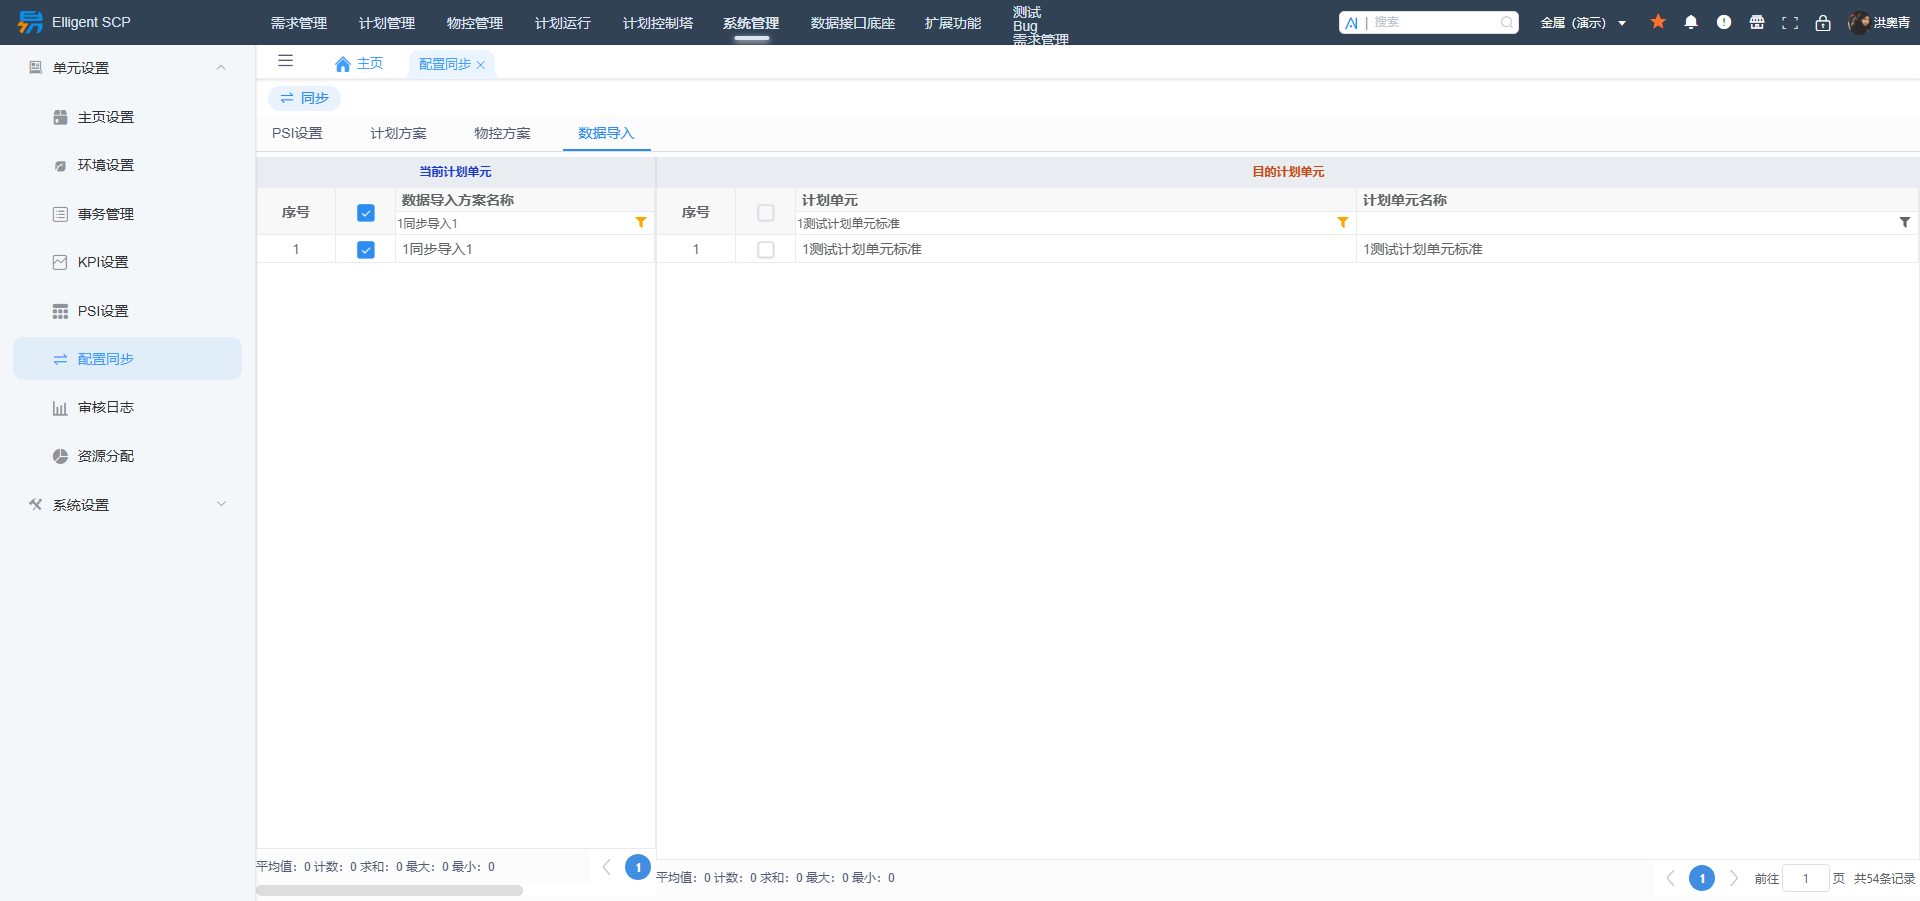 Elligent SCP
需求管理
计划管理
物控管理
计划运行
计划控制塔
系统管理
数据接口底座
扩展功能
测试
Bug
需求管理
AI | 搜索
金属（演示）
洪奥青
单元设置
主页设置
环境设置
事务管理
KPI设置
PSI设置
配置同步
审核日志
资源分配
系统设置
主页
配置同步
同步
PSI设置
计划方案
物控方案
数据导入
当前计划单元
序号
数据导入方案名称
1同步导入1
1
1同步导入1
平均值：0 计数：0 求和：0 最大：0 最小：0
1
目的计划单元
序号
计划单元
计划单元名称
1测试计划单元标准
1
1测试计划单元标准
1测试计划单元标准
平均值：0 计数：0 求和：0 最大：0 最小：0
1
前往 1 页 共54条记录